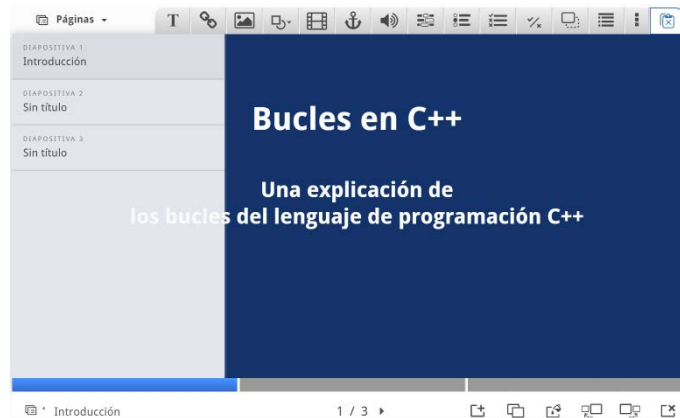 Páginas
DIAPOSITIVA 1
Introducción
DIAPOSITIVA 2
Sin título
DIAPOSITIVA 3
Sin título
Bucles en C++
Una explicación de
los bucles del lenguaje de programación C++
Introducción
1 / 3